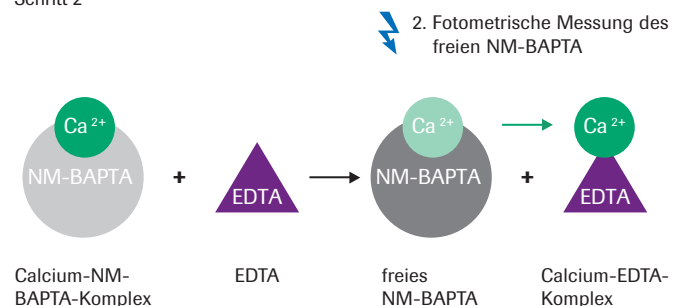 Schritt 2
2. Fotometrische Messung des
freien NM-BAPTA
Ca 2+
NM-BAPTA
+
EDTA
Ca 2+
NM-BAPTA
+
Ca 2+
EDTA
Calcium-NM-
BAPTA-Komplex
EDTA
freies
NM-BAPTA
Calcium-EDTA-
Komplex